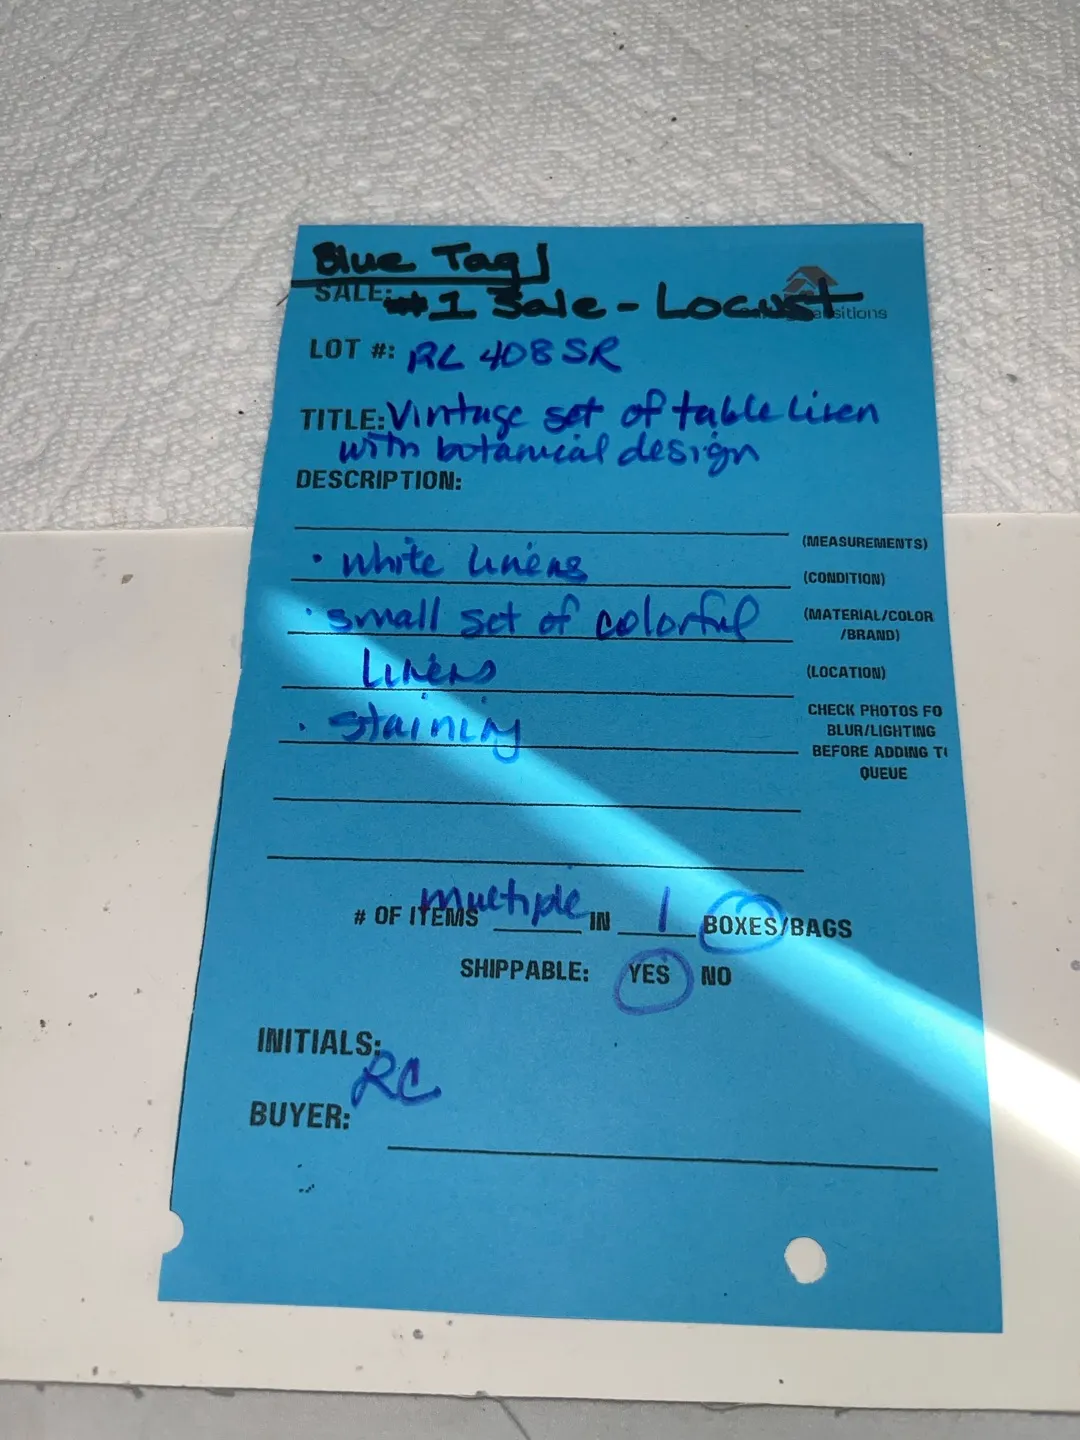 Blue Tag
SALE: #1 Sale - Locust
sitions
LOT #: RL 408 SR
TITLE: Vintage set of table linen
with botanical design
DESCRIPTION:
(MEASUREMENTS)
• white linens
(CONDITION)
• small set of colorful
(MATERIAL/COLOR
/BRAND)
linens
(LOCATION)
• staining
CHECK PHOTOS FO
BLUR/LIGHTING
BEFORE ADDING T
QUEUE
# OF ITEMS multiple IN 1 BOXES/BAGS
SHIPPABLE: YES NO
INITIALS: RC
BUYER: